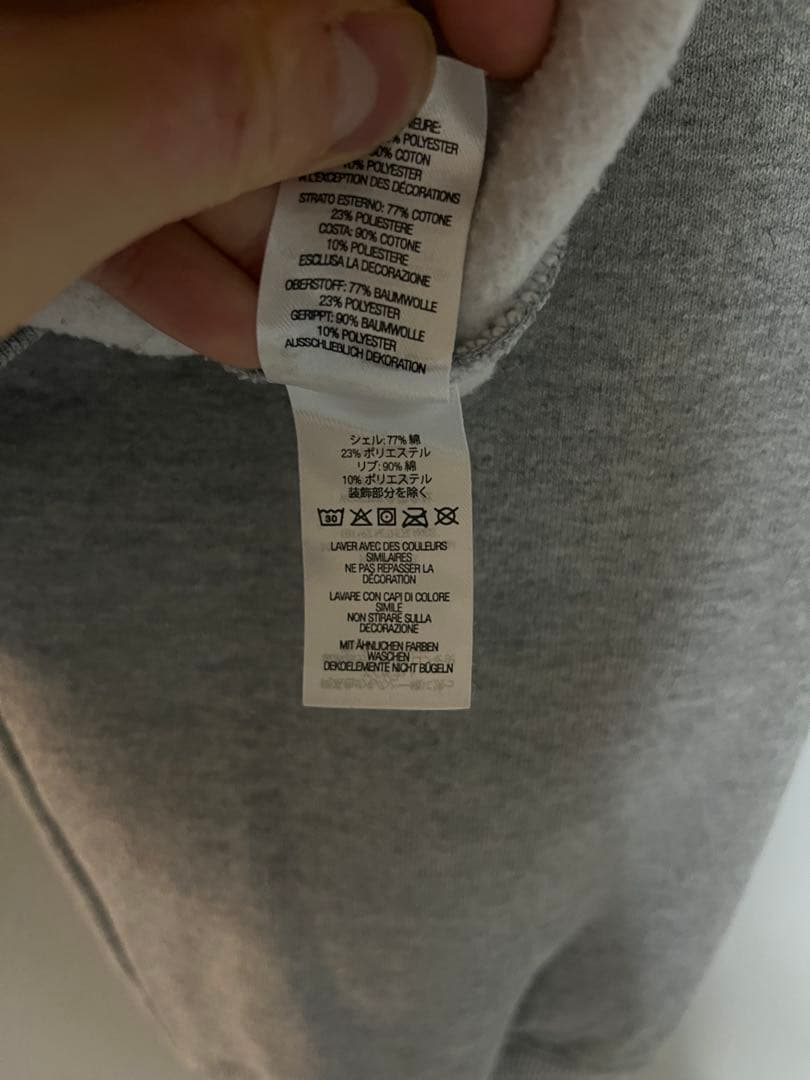 % POLYESTER
COTON
POLYESTER
À L'EXCEPTION DES DÉCORATIONS
STRATO ESTERNO: 77% COTONE
23% POLIESTERE
COSTA: 90% COTONE
10% POLIESTERE
ESCLUSA LA DECORAZIONE
OBERSTOFF: 77% BAUMWOLLE
23% POLYESTER
GERIPPT: 90% BAUMWOLLE
10% POLYESTER
AUSSCHLIEBLICH DEKORATION
シェル: 77% 綿
23% ポリエステル
リブ: 90% 綿
10% ポリエステル
装飾部分を除く
30
LAVER AVEC DES COULEURS
SIMILAIRES
NE PAS REPASSER LA
DÉCORATION
LAVARE CON CAPI DI COLORE
SIMILE
NON STIRARE SULLA
DECORAZIONE
MIT ÄHNLICHEN FARBEN
WASCHEN
DEKOELEMENTE NICHT BÜGELN